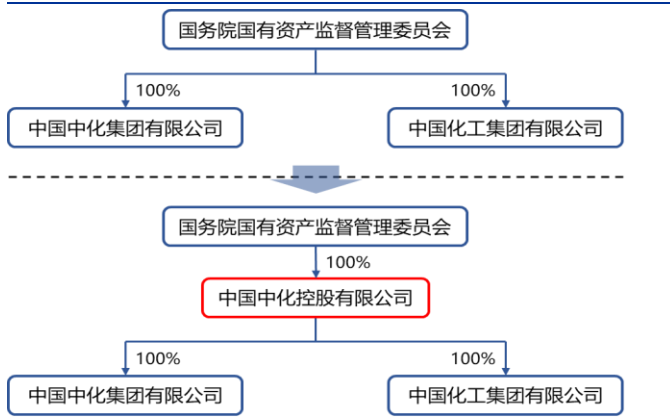 国务院国有资产监督管理委员会
100%
100%
中国中化集团有限公司
中国化工集团有限公司
国务院国有资产监督管理委员会
100%
中国中化控股有限公司
100%
100%
中国中化集团有限公司
中国化工集团有限公司